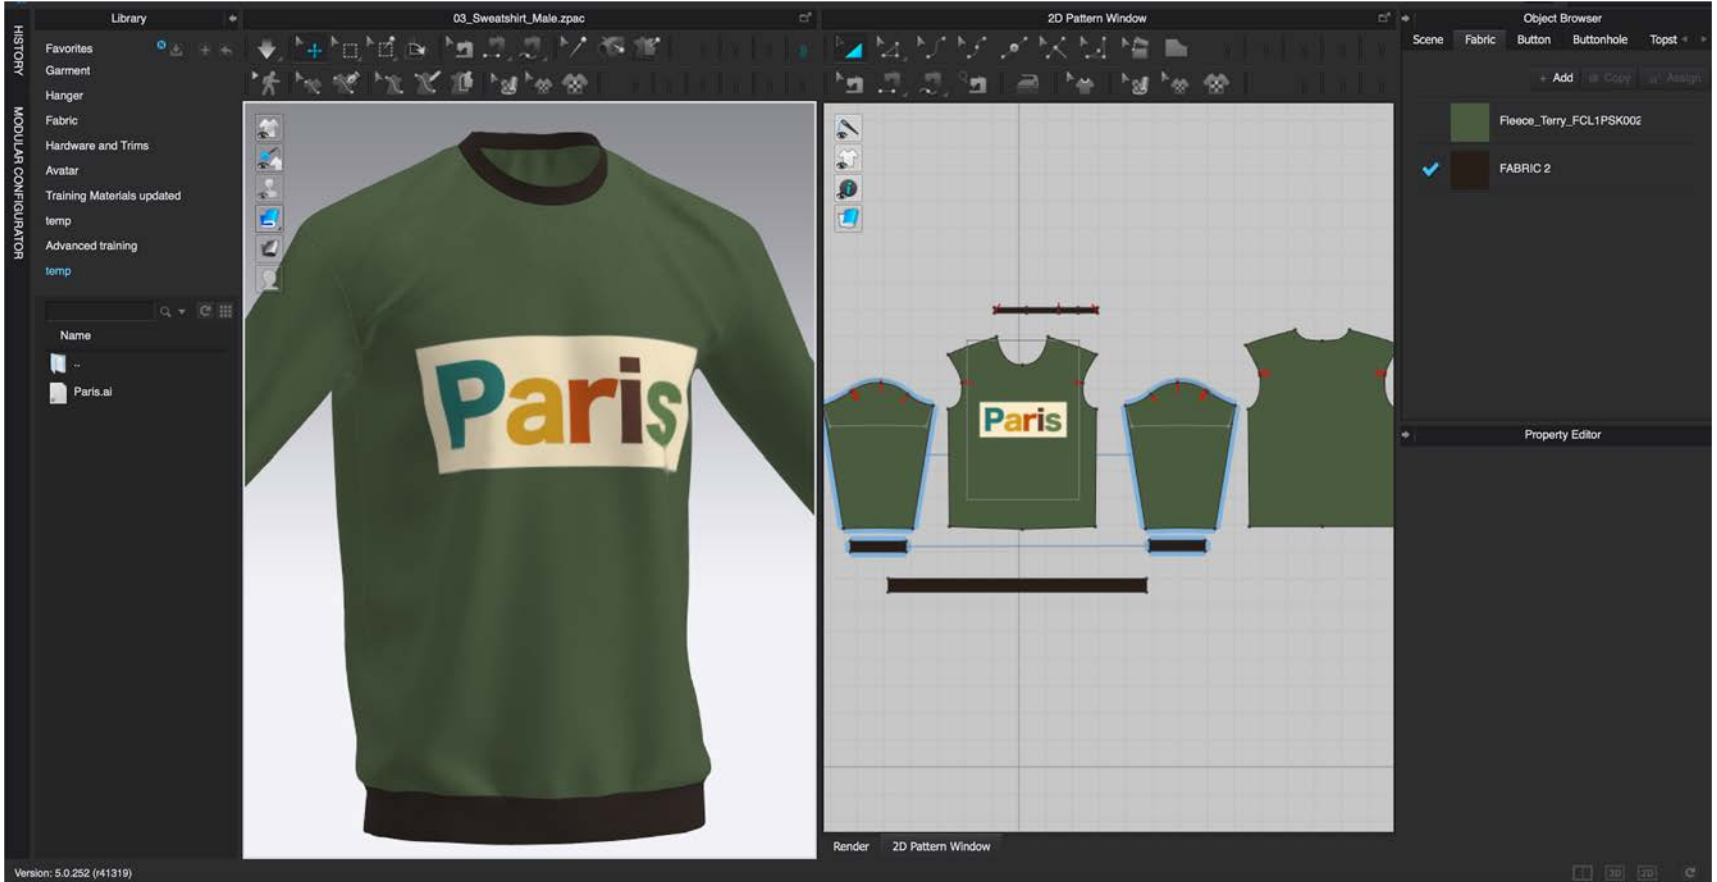 HISTORY
MODULAR CONFIGURATOR
Library
Favorites
Garment
Hanger
Fabric
Hardware and Trims
Avatar
Training Materials updated
temp
Advanced training
temp
Name
..
Paris.ai
03_Sweatshirt_Male.zpac
Paris
2D Pattern Window
Paris
Render
2D Pattern Window
Object Browser
Scene
Fabric
Button
Buttonhole
Topst
+ Add
Copy
Assign
Fleece_Terry_FCL1PSK002
FABRIC 2
Property Editor
Version: 5.0.252 (r41319)
3D
2D